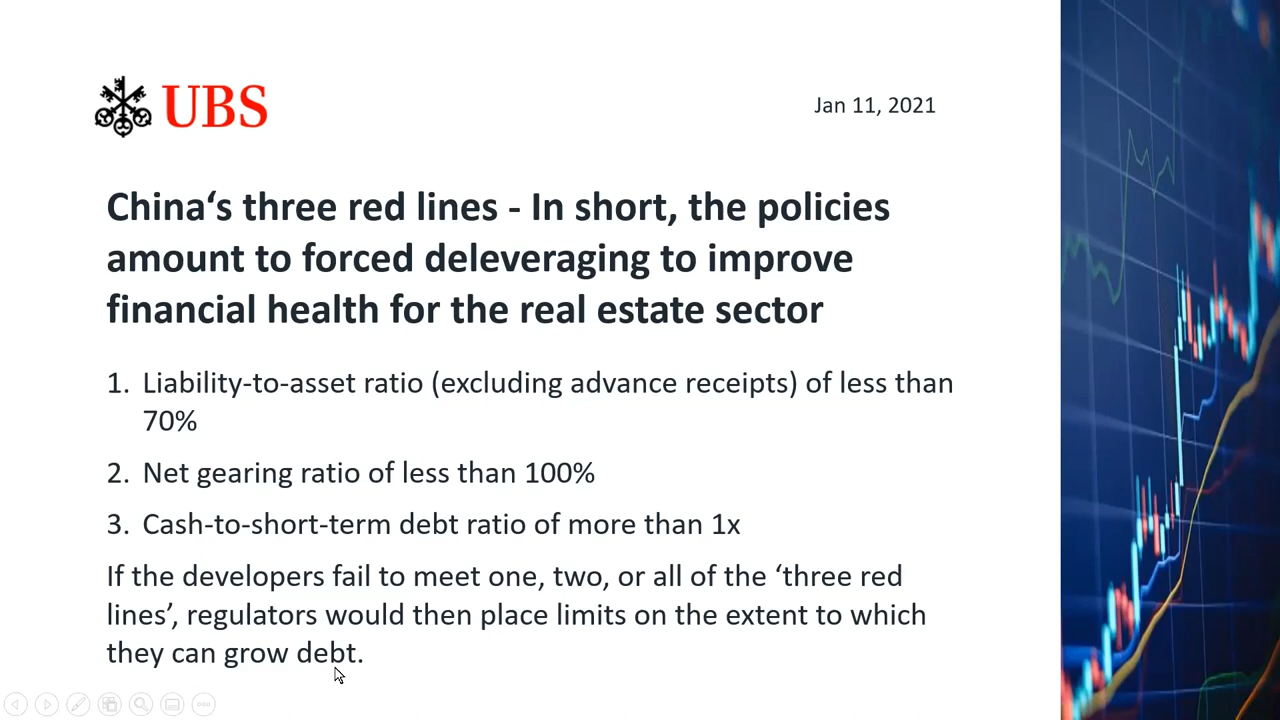 UBS
Jan 11, 2021
China‘s three red lines - In short, the policies
amount to forced deleveraging to improve
financial health for the real estate sector
1. Liability-to-asset ratio (excluding advance receipts) of less than
70%
2. Net gearing ratio of less than 100%
3. Cash-to-short-term debt ratio of more than 1x
If the developers fail to meet one, two, or all of the ‘three red
lines’, regulators would then place limits on the extent to which
they can grow debt.